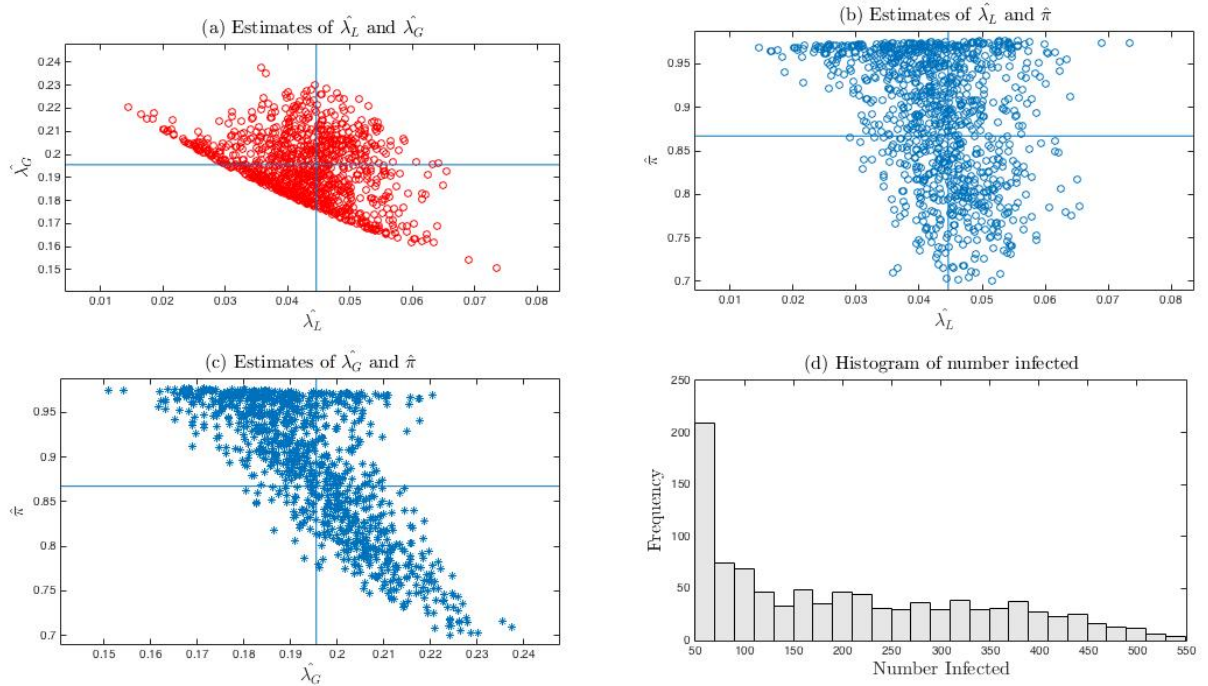 (a) Estimates of λ̂_L and λ̂_G
0.24
0.23
0.22
0.21
0.2
0.19
0.18
0.17
0.16
0.15
λ̂_G
0.01 0.02 0.03 0.04 0.05 0.06 0.07 0.08
λ̂_L
(b) Estimates of λ̂_L and π̂
0.95
0.9
0.85
0.8
0.75
0.7
π̂
0.01 0.02 0.03 0.04 0.05 0.06 0.07 0.08
λ̂_L
(c) Estimates of λ̂_G and π̂
0.95
0.9
0.85
0.8
0.75
0.7
π̂
0.15 0.16 0.17 0.18 0.19 0.2 0.21 0.22 0.23 0.24
λ̂_G
(d) Histogram of number infected
250
200
150
100
50
0
Frequency
50 100 150 200 250 300 350 400 450 500 550
Number Infected